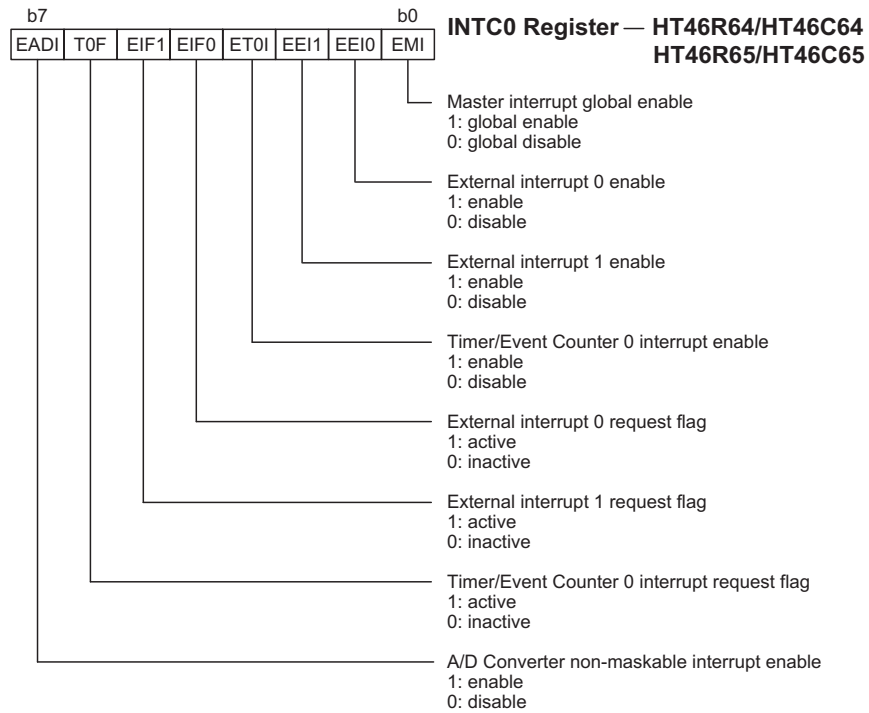 b7 b0
EADI T0F EIF1 EIF0 ET0I EEI1 EEI0 EMI
INTC0 Register — HT46R64/HT46C64
HT46R65/HT46C65
Master interrupt global enable
1: global enable
0: global disable
External interrupt 0 enable
1: enable
0: disable
External interrupt 1 enable
1: enable
0: disable
Timer/Event Counter 0 interrupt enable
1: enable
0: disable
External interrupt 0 request flag
1: active
0: inactive
External interrupt 1 request flag
1: active
0: inactive
Timer/Event Counter 0 interrupt request flag
1: active
0: inactive
A/D Converter non-maskable interrupt enable
1: enable
0: disable